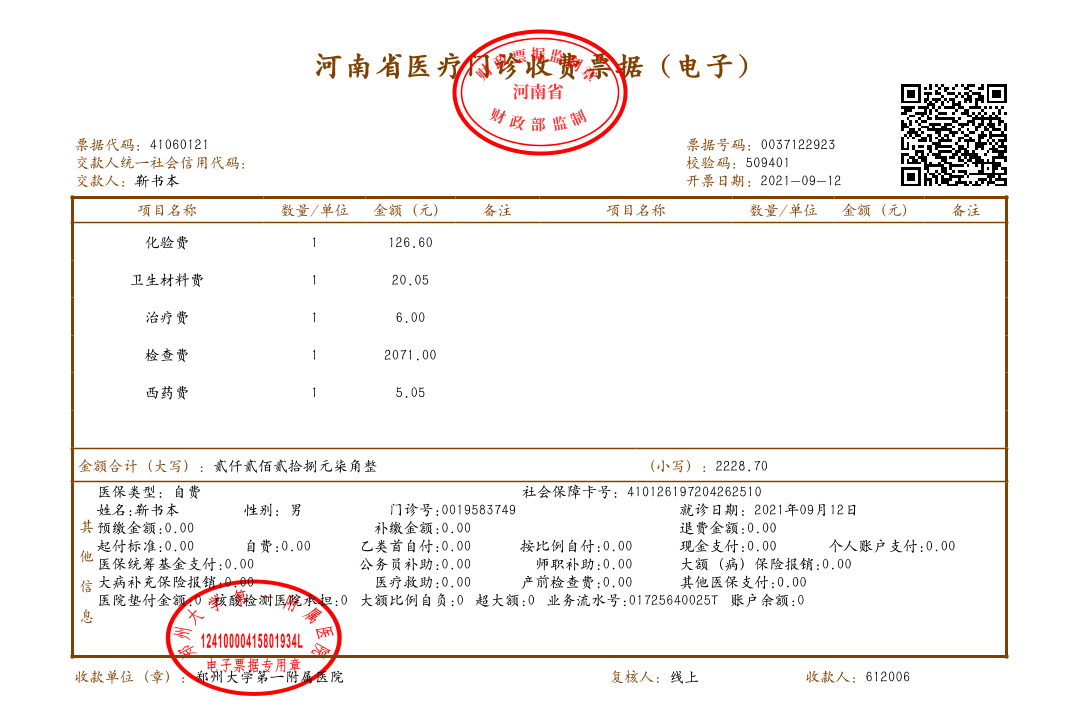 河南省医疗门诊收费票据（电子）
财政票据监制章
河南省
财政部监制
票据代码：41060121
票据号码：0037122923
交款人统一社会信用代码：
校验码：509401
交款人：靳书本
开票日期：2021-09-12
项目名称 数量/单位 金额（元） 备注 项目名称 数量/单位 金额（元） 备注
化验费 1 126.60
卫生材料费 1 20.05
治疗费 1 6.00
检查费 1 2071.00
西药费 1 5.05
金额合计（大写）：贰仟贰佰贰拾捌元柒角整 （小写）：2228.70
其他信息
医保类型：自费 社会保障卡号：410126197204262510
姓名:靳书本 性别：男 门诊号:0019583749 就诊日期：2021年09月12日
预缴金额:0.00 补缴金额:0.00 退费金额:0.00
起付标准:0.00 自费:0.00 乙类首自付:0.00 按比例自付:0.00 现金支付:0.00 个人账户支付:0.00
医保统筹基金支付:0.00 公务员补助:0.00 师职补助:0.00 大额（病）保险报销:0.00
大病补充保险报销:0.00 医疗救助:0.00 产前检查费:0.00 其他医保支付:0.00
医院垫付金额:0 核酸检测医院承担:0 大额比例自负:0 超大额:0 业务流水号:01725640025T 账户余额:0
郑州大学第一附属医院
12410000415801934L
电子票据专用章
收款单位（章）：郑州大学第一附属医院 复核人：线上 收款人：612006